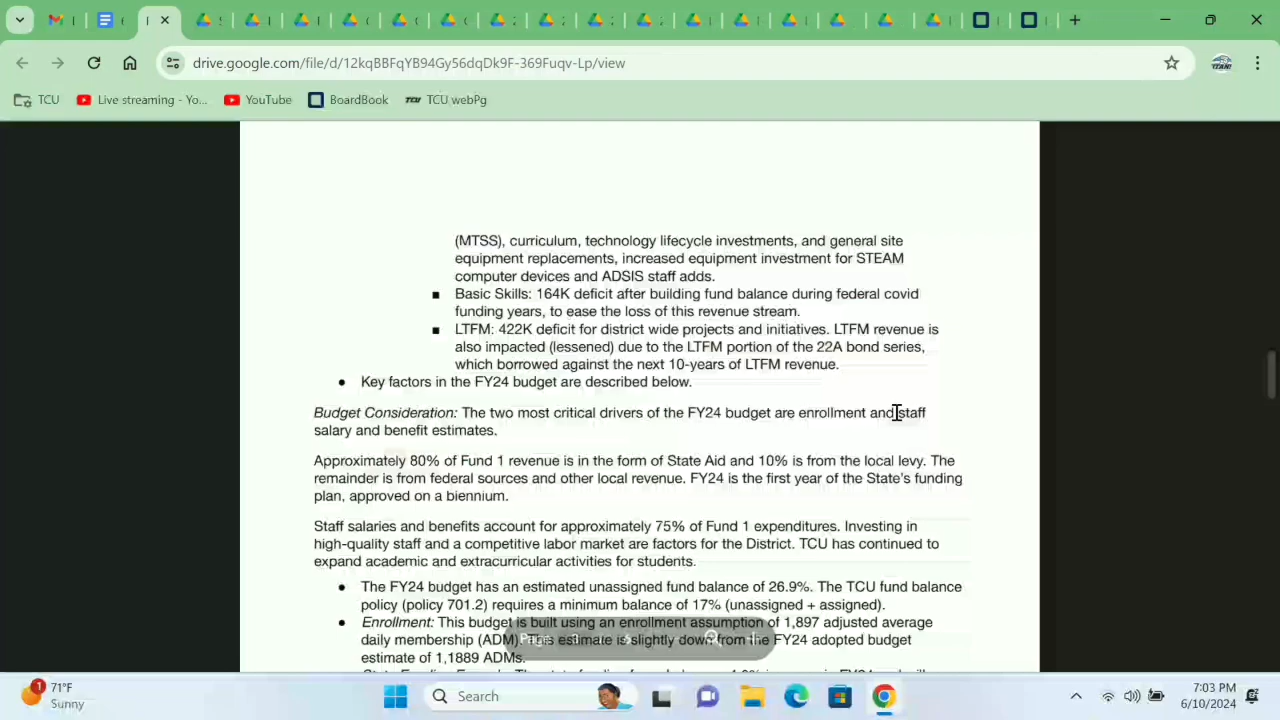 drive.google.com/file/d/12kqBBFqYB94Gy56dqDk9F-369Fuqv-Lp/view
TCU
Live streaming - Yo...
YouTube
BoardBook
TCU webPg
(MTSS), curriculum, technology lifecycle investments, and general site
equipment replacements, increased equipment investment for STEAM
computer devices and ADSIS staff adds.
■ Basic Skills: 164K deficit after building fund balance during federal covid
funding years, to ease the loss of this revenue stream.
■ LTFM: 422K deficit for district wide projects and initiatives. LTFM revenue is
also impacted (lessened) due to the LTFM portion of the 22A bond series,
which borrowed against the next 10-years of LTFM revenue.
● Key factors in the FY24 budget are described below.
Budget Consideration: The two most critical drivers of the FY24 budget are enrollment and staff
salary and benefit estimates.
Approximately 80% of Fund 1 revenue is in the form of State Aid and 10% is from the local levy. The
remainder is from federal sources and other local revenue. FY24 is the first year of the State's funding
plan, approved on a biennium.
Staff salaries and benefits account for approximately 75% of Fund 1 expenditures. Investing in
high-quality staff and a competitive labor market are factors for the District. TCU has continued to
expand academic and extracurricular activities for students.
● The FY24 budget has an estimated unassigned fund balance of 26.9%. The TCU fund balance
policy (policy 701.2) requires a minimum balance of 17% (unassigned + assigned).
● Enrollment: This budget is built using an enrollment assumption of 1,897 adjusted average
daily membership (ADM). This estimate is slightly down from the FY24 adopted budget
estimate of 1,1889 ADMs.
Page
1
71°F
Sunny
Search
7:03 PM
6/10/2024